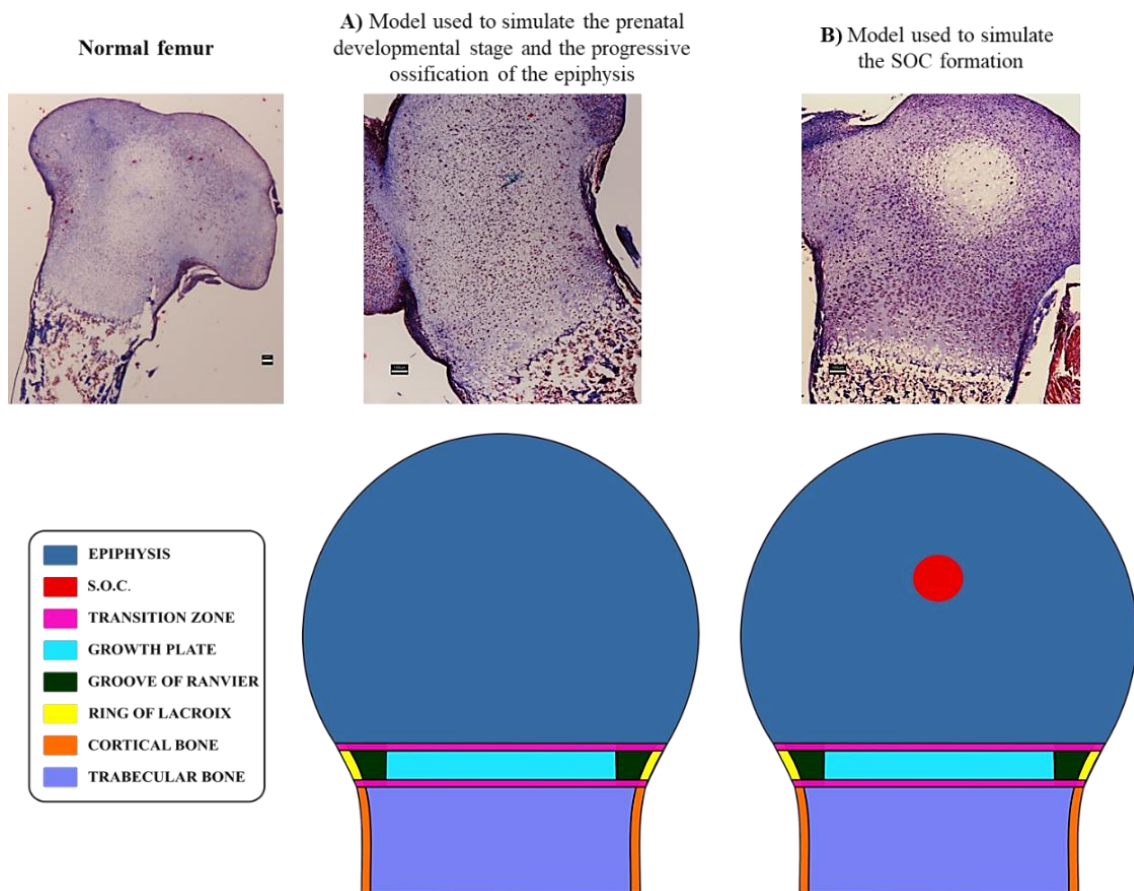 Normal femur
A) Model used to simulate the prenatal
developmental stage and the progressive
ossification of the epiphysis
B) Model used to simulate
the SOC formation
EPIPHYSIS
S.O.C.
TRANSITION ZONE
GROWTH PLATE
GROOVE OF RANVIER
RING OF LACROIX
CORTICAL BONE
TRABECULAR BONE